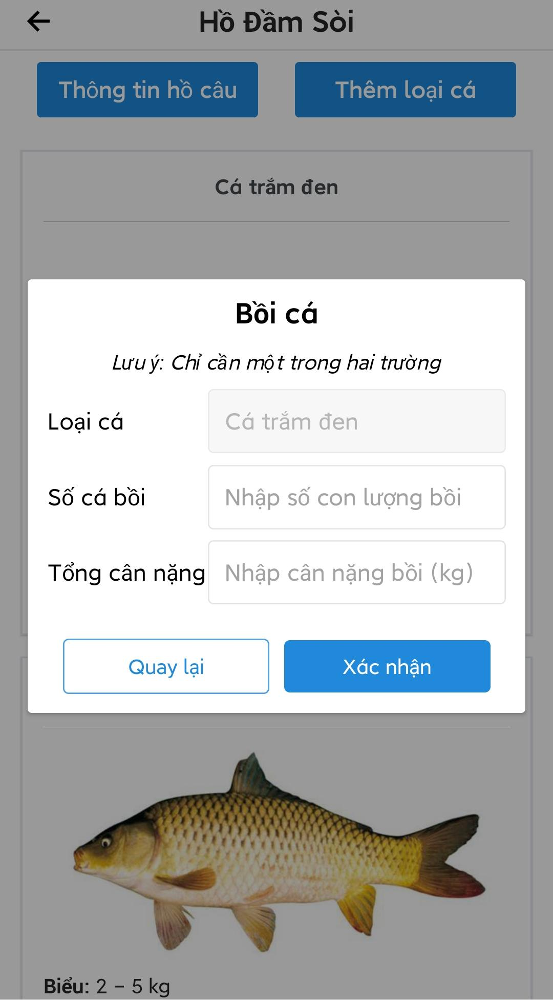 Hồ Đầm Sòi
Thông tin hồ câu
Thêm loại cá
Cá trắm đen
Bồi cá
Lưu ý: Chỉ cần một trong hai trường
Loại cá
Cá trắm đen
Số cá bồi
Nhập số con lượng bồi
Tổng cân nặng
Nhập cân nặng bồi (kg)
Quay lại
Xác nhận
Biểu: 2 – 5 kg